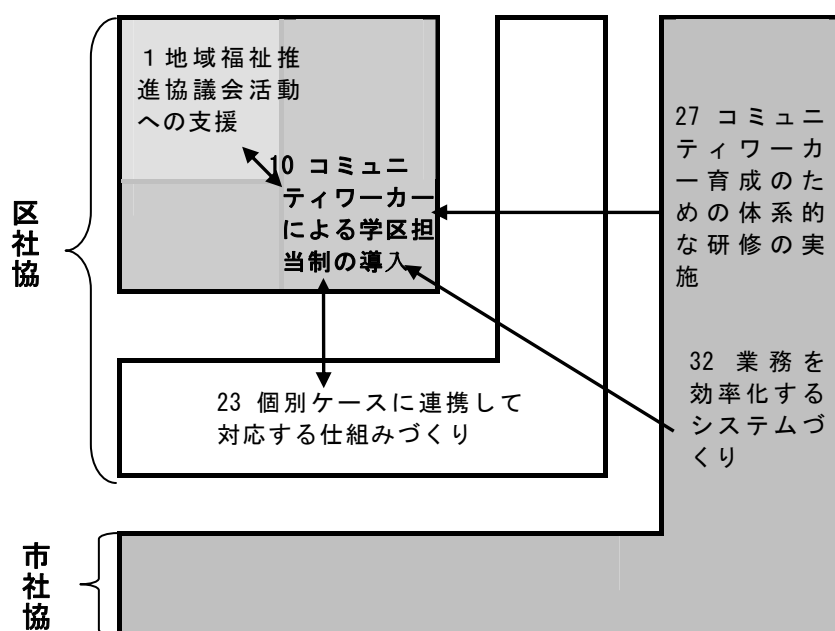 1 地域福祉推
進協議会活動
への支援
10 コミュニ
ティワーカー
による学区担
当制の導入
27 コミュニ
ティワーカ
ー育成のた
めの体系的
な研修の実
施
区社協
23 個別ケースに連携して
対応する仕組みづくり
32 業務を
効率化する
システムづ
くり
市社協